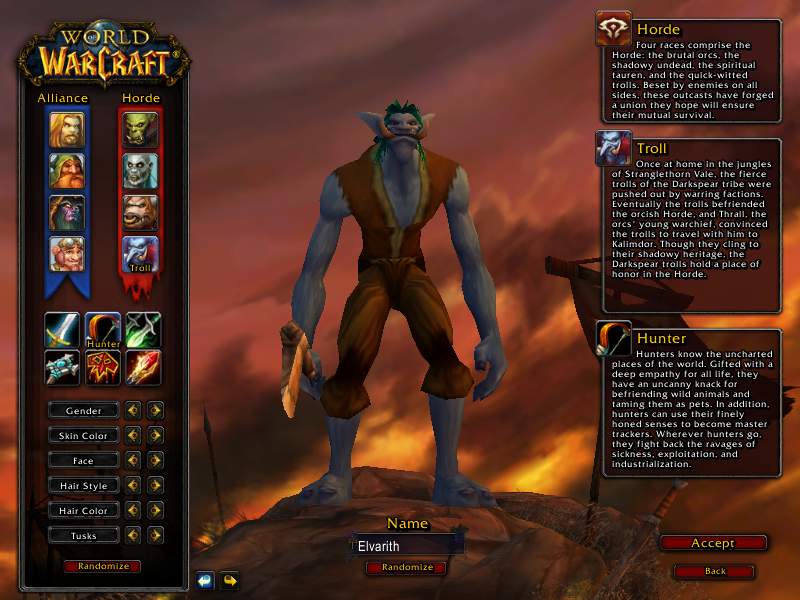 WORLD
OF
WARCRAFT
Alliance
Horde
Troll
Hunter
Gender
Skin Color
Face
Hair Style
Hair Color
Tusks
Randomize
Name
Elvarith
Randomize
Horde
Four races comprise the
Horde: the brutal orcs, the
shadowy undead, the spiritual
tauren, and the quick-witted
trolls. Beset by enemies on all
sides, these outcasts have forged
a union they hope will ensure
their mutual survival.
Troll
Once at home in the jungles
of Stranglethorn Vale, the fierce
trolls of the Darkspear tribe were
pushed out by warring factions.
Eventually the trolls befriended
the orcish Horde, and Thrall, the
orcs' young warchief, convinced
the trolls to travel with him to
Kalimdor. Though they cling to
their shadowy heritage, the
Darkspear trolls hold a place of
honor in the Horde.
Hunter
Hunters know the uncharted
places of the world. Gifted with a
deep empathy for all life, they
have an uncanny knack for
befriending wild animals and
taming them as pets. In addition,
hunters can use their finely
honed senses to become master
trackers. Wherever hunters go,
they fight back the ravages of
sickness, exploitation, and
industrialization.
Accept
Back